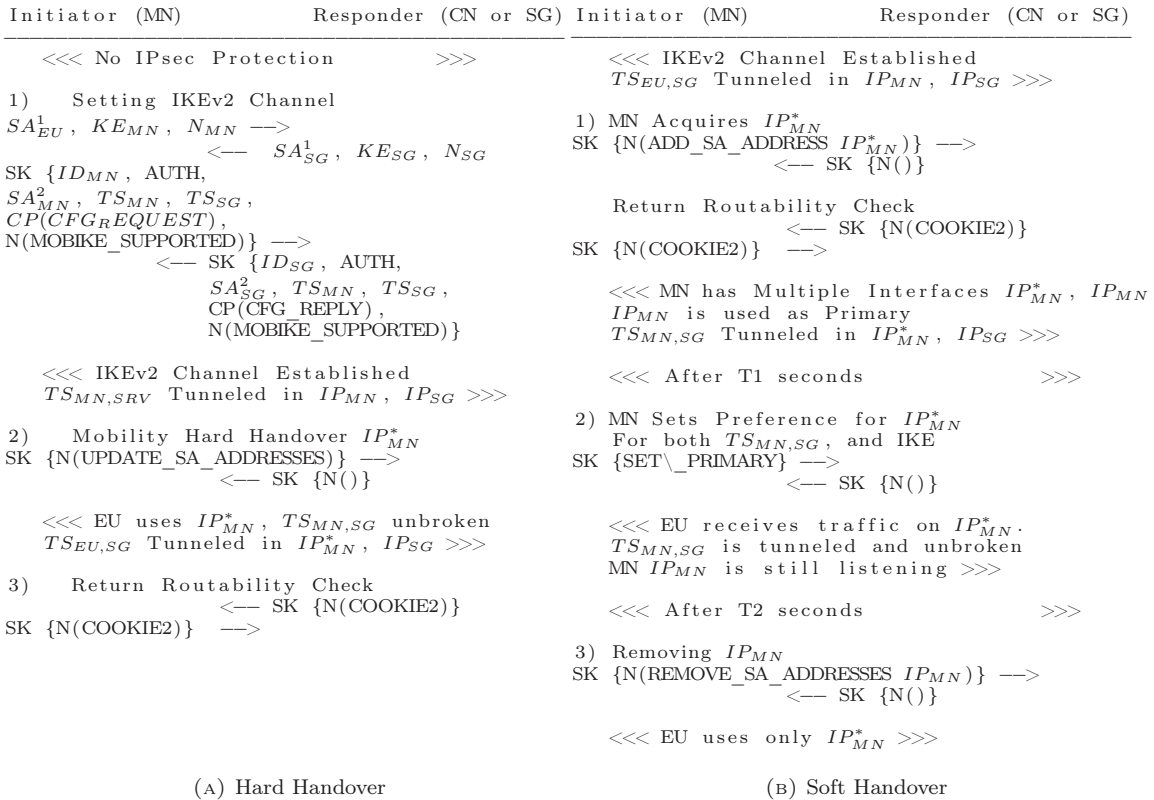 Initiator (MN) Responder (CN or SG)
<<< No IPsec Protection >>>
1) Setting IKEv2 Channel
SA^1_{EU}, KE_{MN}, N_{MN} —>
<— SA^1_{SG}, KE_{SG}, N_{SG}
SK {ID_{MN}, AUTH,
SA^2_{MN}, TS_{MN}, TS_{SG},
CP(CFG_REQUEST),
N(MOBIKE_SUPPORTED)} —>
<— SK {ID_{SG}, AUTH,
SA^2_{SG}, TS_{MN}, TS_{SG},
CP(CFG_REPLY),
N(MOBIKE_SUPPORTED)}
<<< IKEv2 Channel Established
TS_{MN,SRV} Tunneled in IP_{MN}, IP_{SG} >>>
2) Mobility Hard Handover IP^*_{MN}
SK {N(UPDATE_SA_ADDRESSES)} —>
<— SK {N()}
<<< EU uses IP^*_{MN}, TS_{MN,SG} unbroken
TS_{EU,SG} Tunneled in IP^*_{MN}, IP_{SG} >>>
3) Return Routability Check
<— SK {N(COOKIE2)}
SK {N(COOKIE2)} —>
(A) Hard Handover
Initiator (MN) Responder (CN or SG)
<<< IKEv2 Channel Established
TS_{EU,SG} Tunneled in IP_{MN}, IP_{SG} >>>
1) MN Acquires IP^*_{MN}
SK {N(ADD_SA_ADDRESS IP^*_{MN})} —>
<— SK {N()}
Return Routability Check
<— SK {N(COOKIE2)}
SK {N(COOKIE2)} —>
<<< MN has Multiple Interfaces IP^*_{MN}, IP_{MN}
IP_{MN} is used as Primary
TS_{MN,SG} Tunneled in IP^*_{MN}, IP_{SG} >>>
<<< After T1 seconds >>>
2) MN Sets Preference for IP^*_{MN}
For both TS_{MN,SG}, and IKE
SK {SET\_PRIMARY} —>
<— SK {N()}
<<< EU receives traffic on IP^*_{MN}.
TS_{MN,SG} is tunneled and unbroken
MN IP_{MN} is still listening >>>
<<< After T2 seconds >>>
3) Removing IP_{MN}
SK {N(REMOVE_SA_ADDRESSES IP_{MN})} —>
<— SK {N()}
<<< EU uses only IP^*_{MN} >>>
(B) Soft Handover